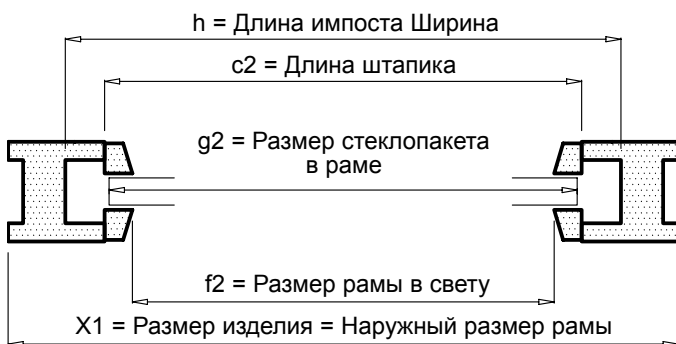 h = Длина импоста Ширина
c2 = Длина штапика
g2 = Размер стеклопакета
в раме
f2 = Размер рамы в свету
X1 = Размер изделия = Наружный размер рамы